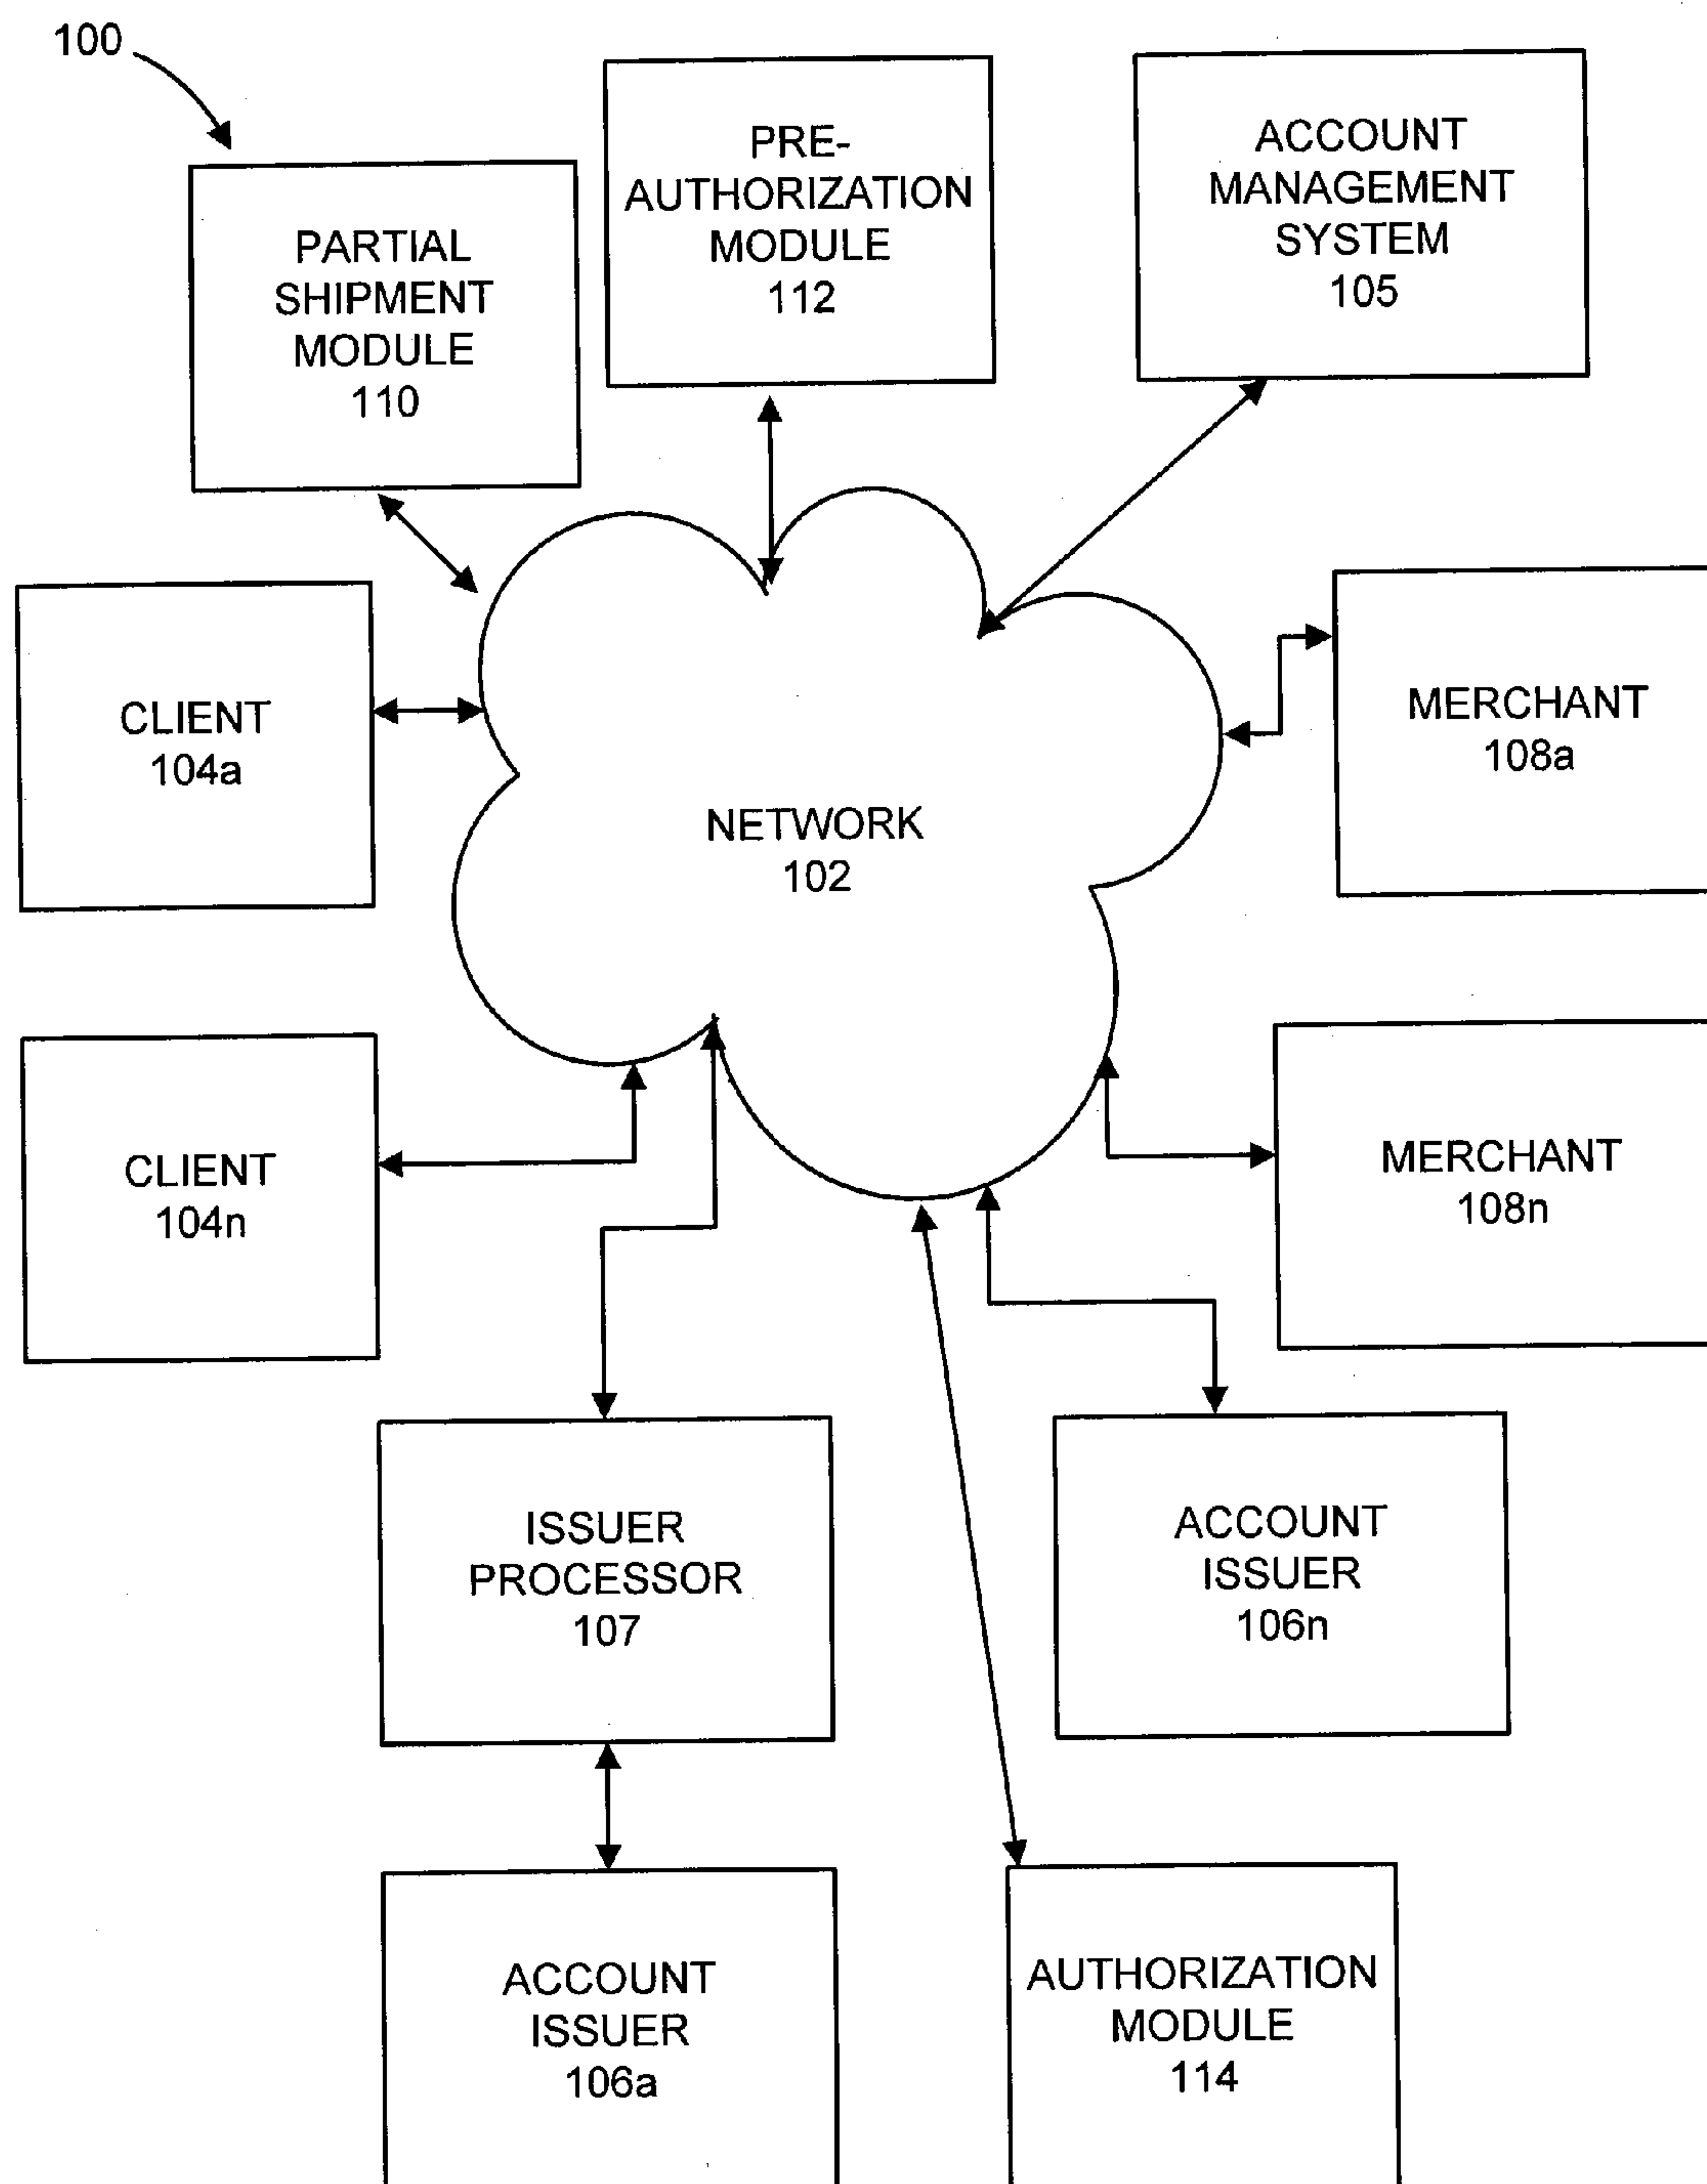 100
PRE-
AUTHORIZATION
MODULE
112
ACCOUNT
MANAGEMENT
SYSTEM
105
PARTIAL
SHIPMENT
MODULE
110
CLIENT
104a
NETWORK
102
MERCHANT
108a
CLIENT
104n
MERCHANT
108n
ISSUER
PROCESSOR
107
ACCOUNT
ISSUER
106n
ACCOUNT
ISSUER
106a
AUTHORIZATION
MODULE
114